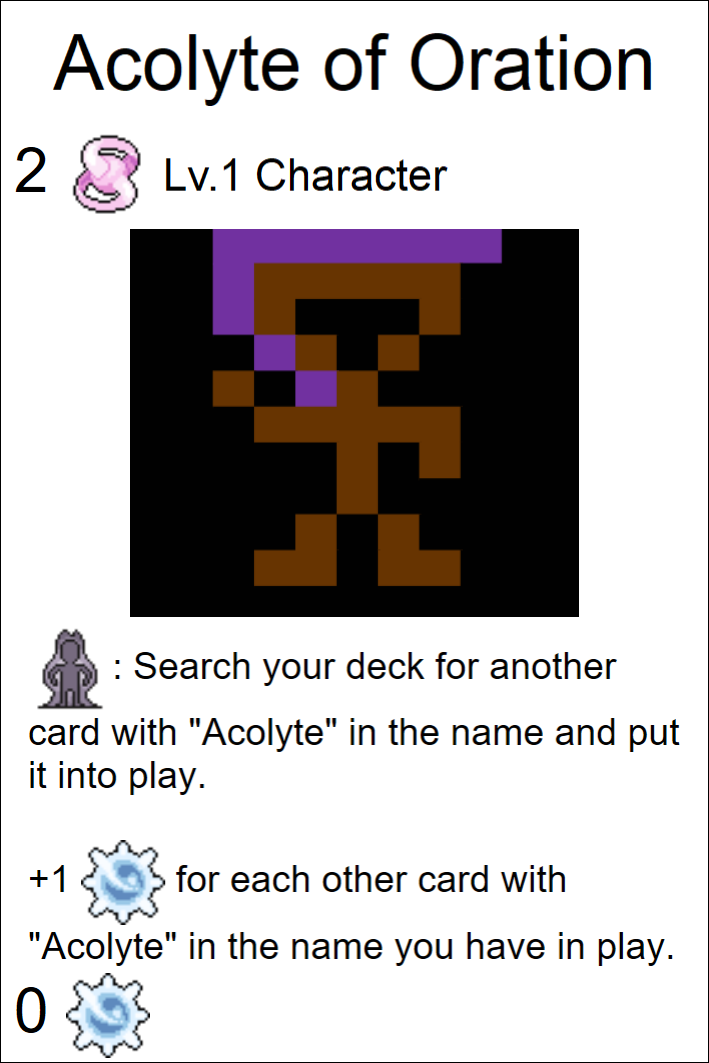 Acolyte of Oration
2 Lv.1 Character
: Search your deck for another
card with "Acolyte" in the name and put
it into play.
+1 for each other card with
"Acolyte" in the name you have in play.
0